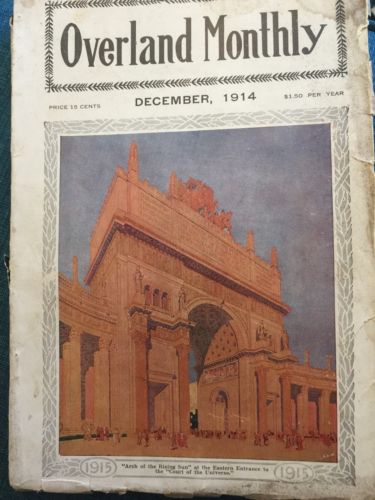 Overland Monthly
PRICE 15 CENTS
DECEMBER, 1914
$1.50 PER YEAR
1915
"Arch of the Rising Sun" at the Eastern Entrance to
the "Court of the Universe."
1915